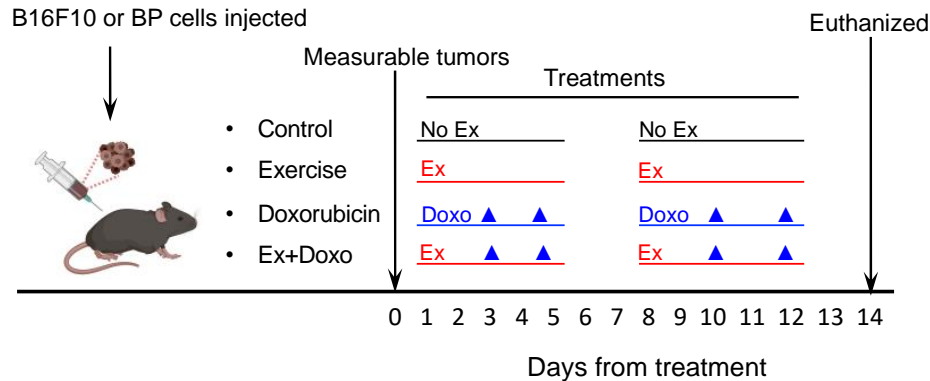 B16F10 or BP cells injected
Euthanized
Measurable tumors
Treatments
• Control No Ex No Ex
• Exercise Ex Ex
• Doxorubicin Doxo Doxo
• Ex+Doxo Ex Ex
0 1 2 3 4 5 6 7 8 9 10 11 12 13 14
Days from treatment